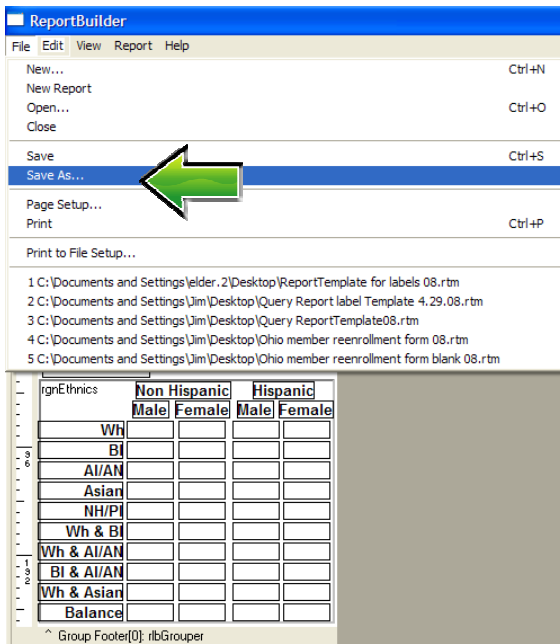 ReportBuilder
File Edit View Report Help
New... Ctrl+N
New Report
Open... Ctrl+O
Close
Save Ctrl+S
Save As...
Page Setup...
Print Ctrl+P
Print to File Setup...
1 C:\Documents and Settings\elder.2\Desktop\ReportTemplate for labels 08.rtm
2 C:\Documents and Settings\Jim\Desktop\Query Report label Template 4.29.08.rtm
3 C:\Documents and Settings\Jim\Desktop\Query ReportTemplate08.rtm
4 C:\Documents and Settings\Jim\Desktop\Ohio member reenrollment form 08.rtm
5 C:\Documents and Settings\Jim\Desktop\Ohio member reenrollment form blank 08.rtm
rgnEthnics Non Hispanic Hispanic
Male Female Male Female
Wh
Bl
96
AI/AN
Asian
NH/PI
Wh & Bl
Wh & AI/AN
192
Bl & AI/AN
Wh & Asian
Balance
^ Group Footer[0]: rlbGrouper